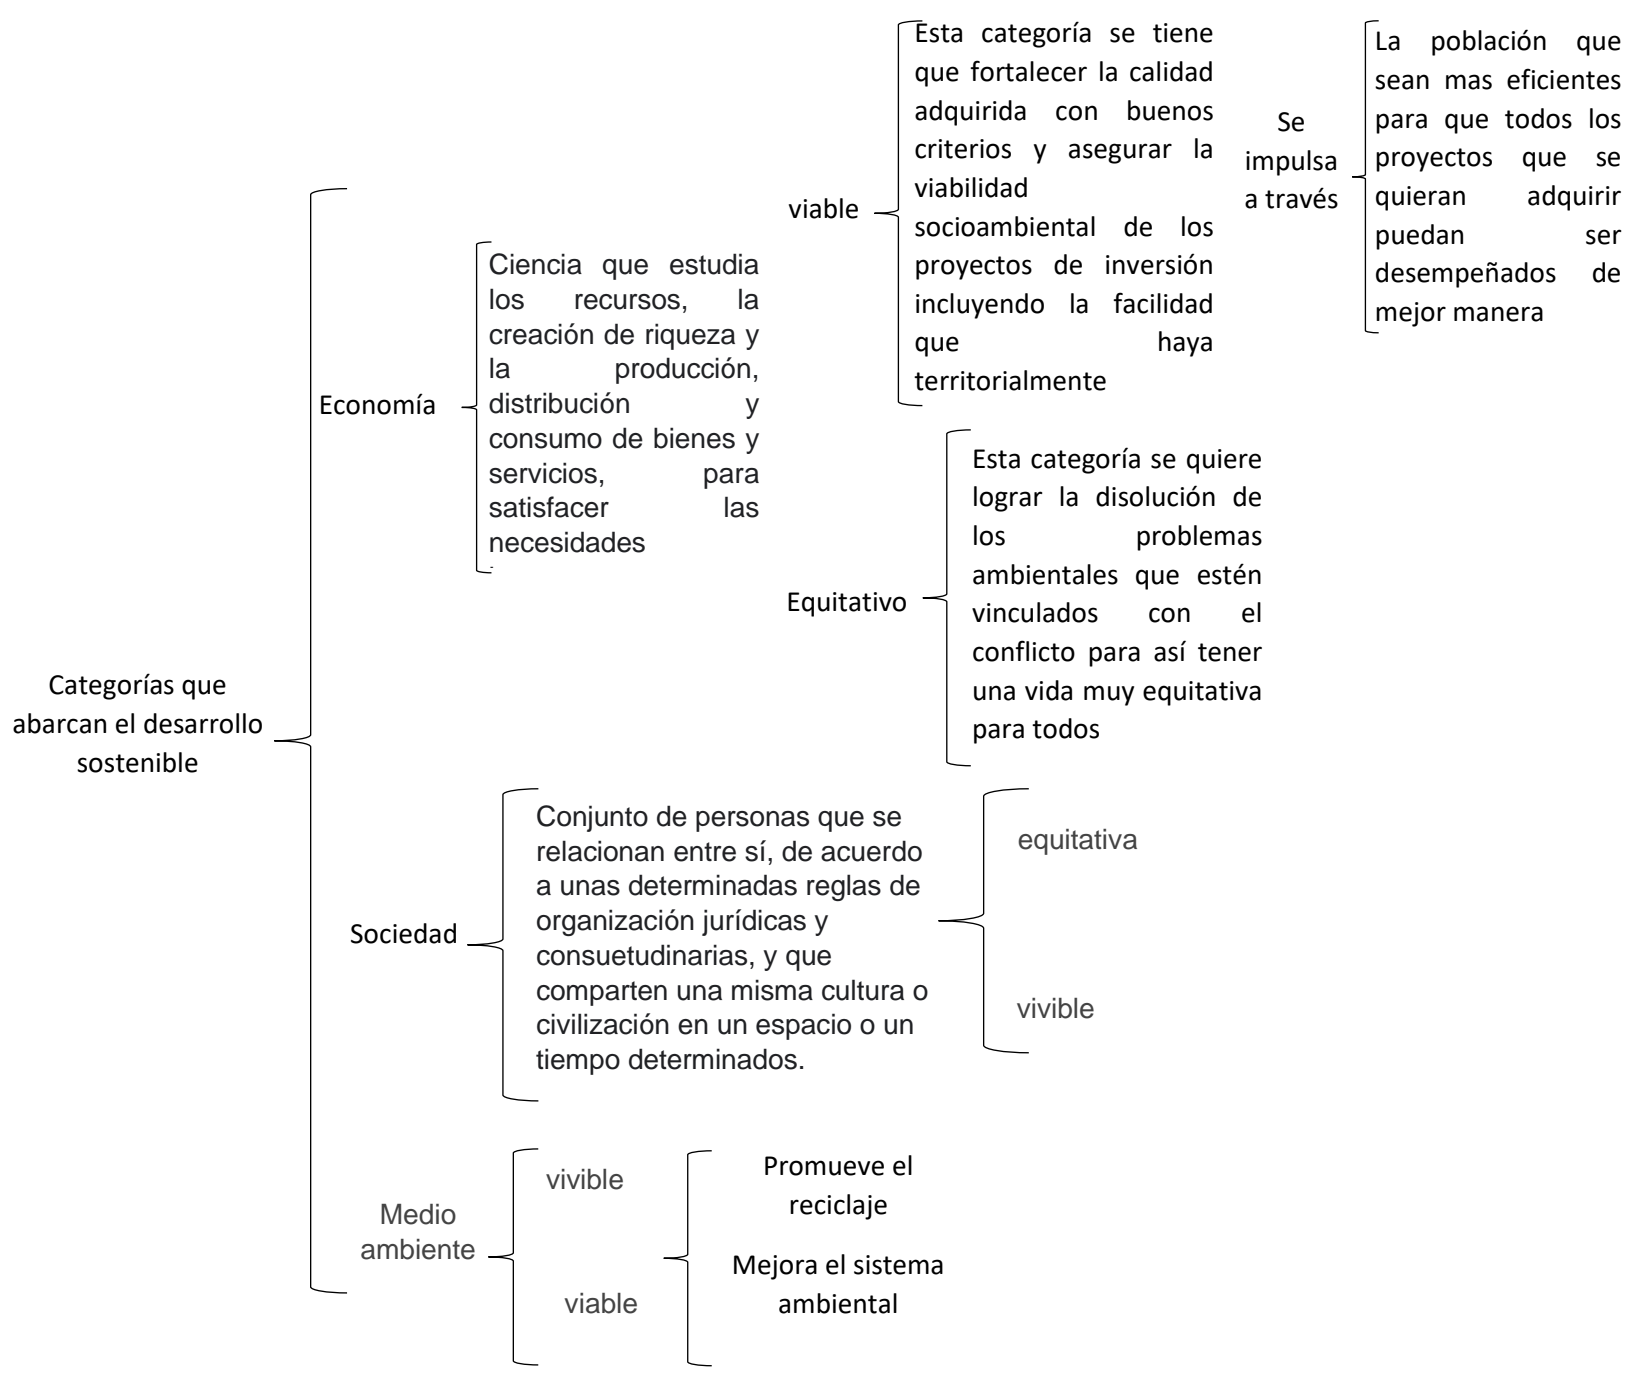 Categorías que
abarcan el desarrollo
sostenible
Economía
Ciencia que estudia
los recursos, la
creación de riqueza y
la producción,
distribución y
consumo de bienes y
servicios, para
satisfacer las
necesidades
viable
Esta categoría se tiene
que fortalecer la calidad
adquirida con buenos
criterios y asegurar la
viabilidad
socioambiental de los
proyectos de inversión
incluyendo la facilidad
que haya
territorialmente
Se
impulsa
a través
La población que
sean mas eficientes
para que todos los
proyectos que se
quieran adquirir
puedan ser
desempeñados de
mejor manera
Equitativo
Esta categoría se quiere
lograr la disolución de
los problemas
ambientales que estén
vinculados con el
conflicto para así tener
una vida muy equitativa
para todos
Sociedad
Conjunto de personas que se
relacionan entre sí, de acuerdo
a unas determinadas reglas de
organización jurídicas y
consuetudinarias, y que
comparten una misma cultura o
civilización en un espacio o un
tiempo determinados.
equitativa
vivible
Medio
ambiente
vivible
viable
Promueve el
reciclaje
Mejora el sistema
ambiental